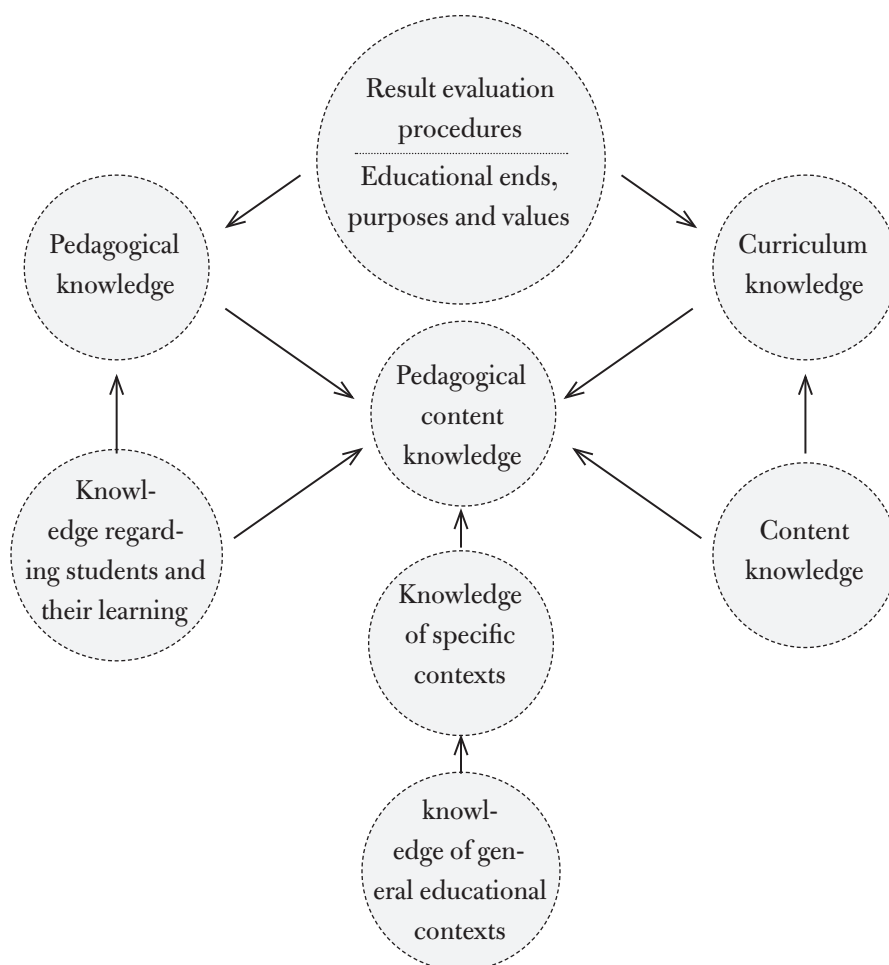 Result evaluation
procedures
Educational ends,
purposes and values
Pedagogical
knowledge
Curriculum
knowledge
Pedagogical
content
knowledge
Knowl-
edge regard-
ing students and
their learning
Content
knowledge
Knowledge
of specific
contexts
knowl-
edge of gen-
eral educational
contexts